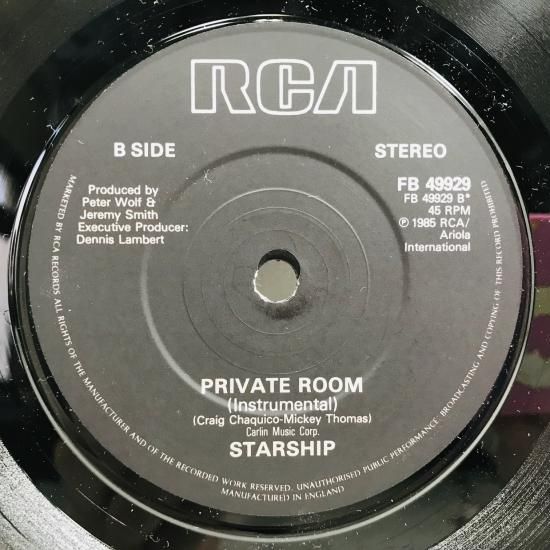 RCA
B SIDE
STEREO
Produced by
Peter Wolf &
Jeremy Smith
Executive Producer:
Dennis Lambert
FB 49929
FB 49929 B*
45 RPM
℗ 1985 RCA/
Ariola
International
PRIVATE ROOM
(Instrumental)
(Craig Chaquico-Mickey Thomas)
Carlin Music Corp.
STARSHIP
MARKETED BY RCA RECORDS ALL RIGHTS OF THE MANUFACTURER AND OF THE RECORDED WORK RESERVED. UNAUTHORISED PUBLIC PERFORMANCE, BROADCASTING AND COPYING OF THIS RECORD PROHIBITED
MANUFACTURED IN ENGLAND